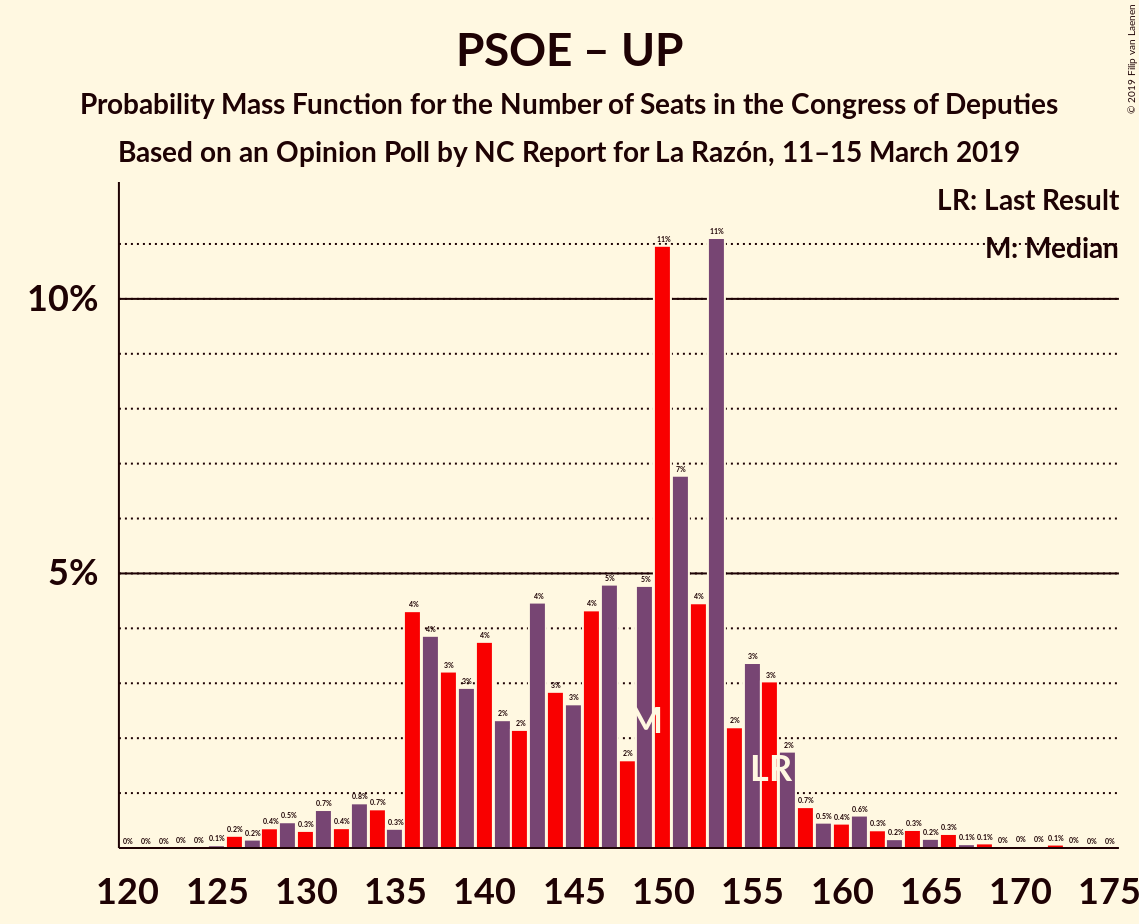 PSOE – UP
Probability Mass Function for the Number of Seats in the Congress of Deputies
Based on an Opinion Poll by NC Report for La Razón, 11–15 March 2019
© 2019 Filip van Laenen
LR: Last Result
M: Median
10%
5%
0% 0% 0% 0% 0% 0.1% 0.2% 0.2% 0.4% 0.5% 0.3% 0.7% 0.4% 0.8% 0.7% 0.3% 4% 4% 3% 3% 4% 2% 2% 4% 3% 3% 4% 5% 2% 5% 11% 7% 4% 11% 2% 3% 3% 2% 0.7% 0.5% 0.4% 0.6% 0.3% 0.2% 0.3% 0.2% 0.3% 0.1% 0.1% 0% 0% 0% 0.1% 0% 0% 0%
M
LR
120 125 130 135 140 145 150 155 160 165 170 175